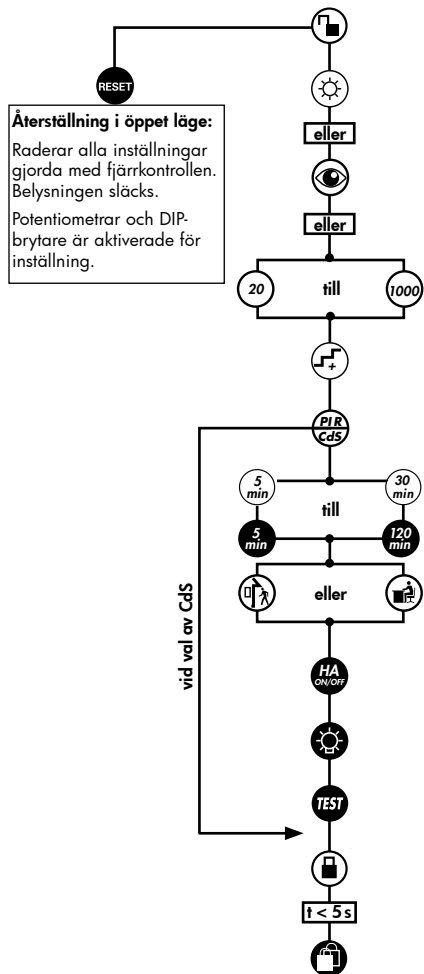 RESET
Återställning i öppet läge:
Raderar alla inställningar
gjorda med fjärrkontrollen.
Belysningen släcks.
Potentiometrar och DIP-
brytare är aktiverade för
inställning.
eller
eller
20 till 1000
+
PIR
CdS
5 min 30 min
till
5 min 120 min
eller
vid val av CdS
HA
ON/OFF
TEST
t < 5 s